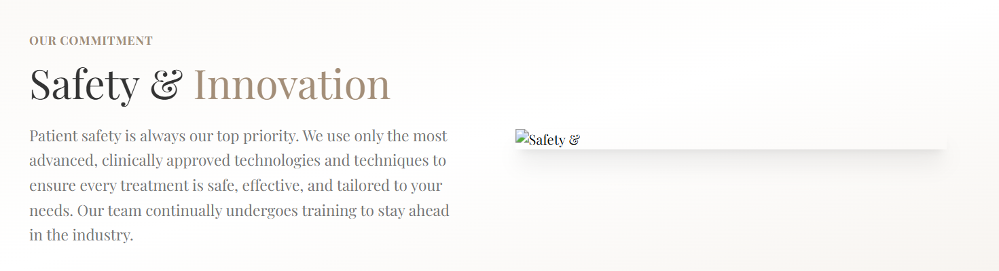 OUR COMMITMENT
Safety & Innovation
Patient safety is always our top priority. We use only the most
advanced, clinically approved technologies and techniques to
ensure every treatment is safe, effective, and tailored to your
needs. Our team continually undergoes training to stay ahead
in the industry.
Safety &